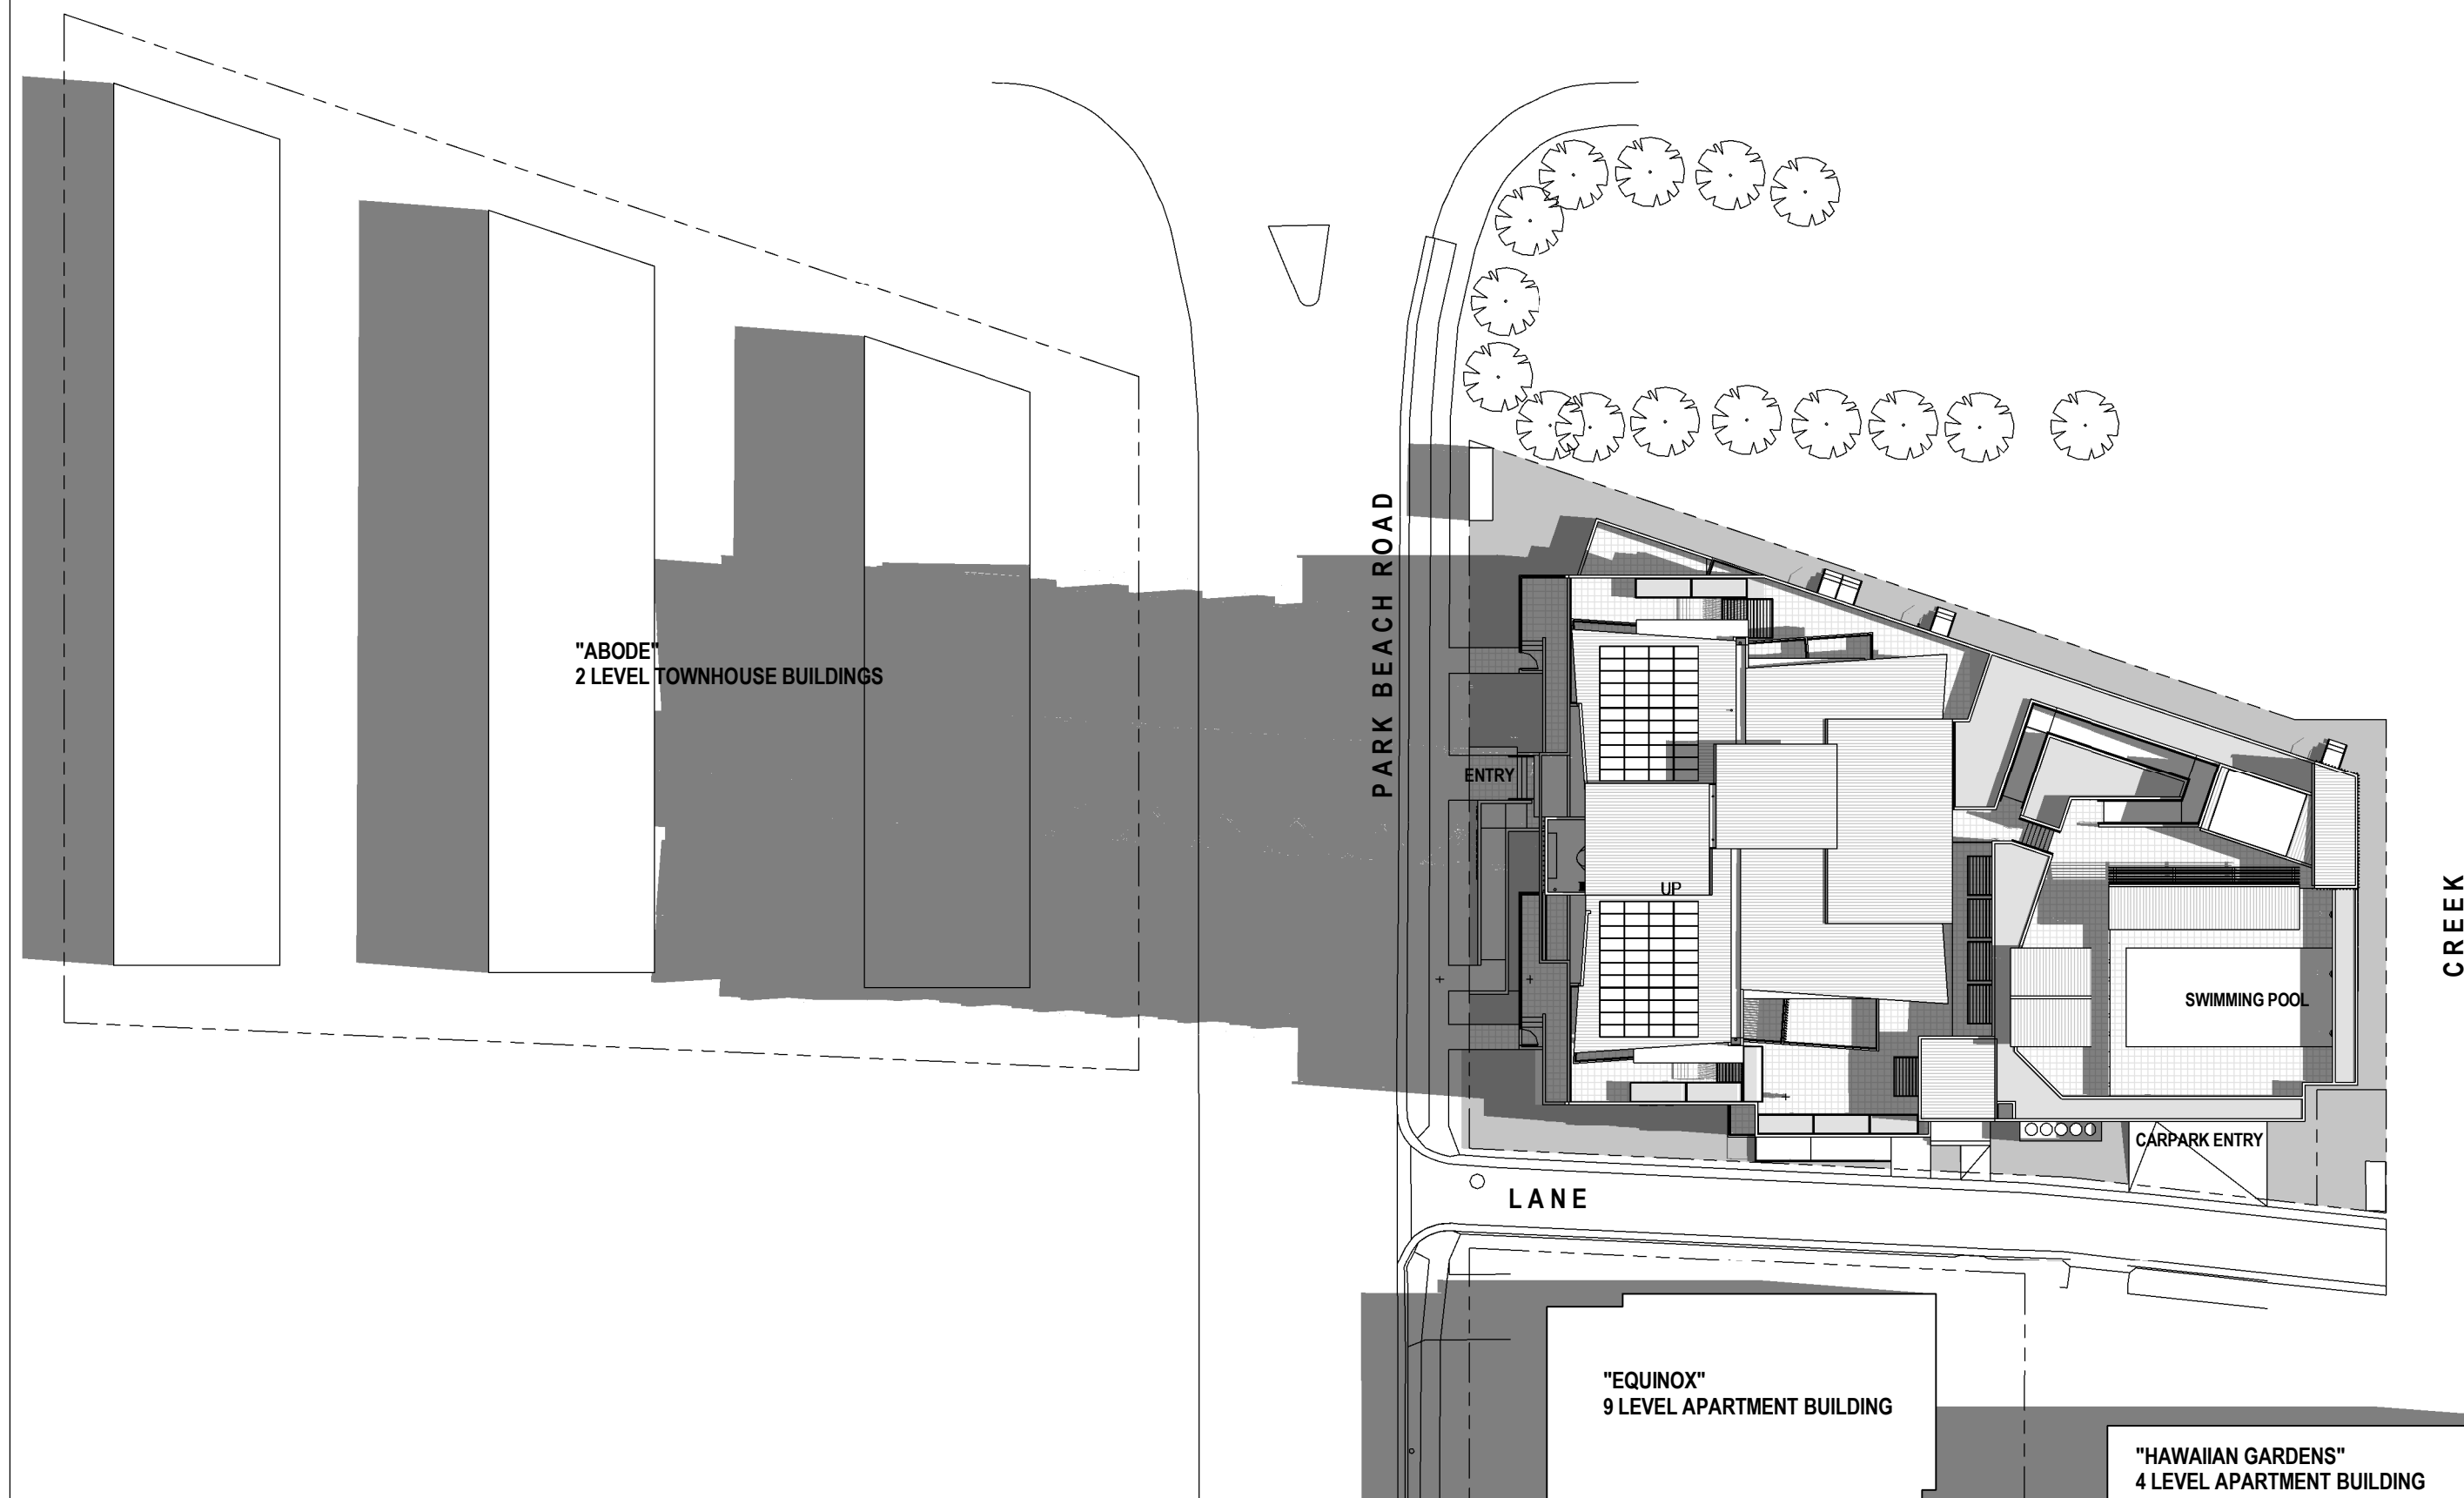 "ABODE"
2 LEVEL TOWNHOUSE BUILDINGS
PARK BEACH ROAD
ENTRY
UP
SWIMMING POOL
CREEK
CARPARK ENTRY
LANE
"EQUINOX"
9 LEVEL APARTMENT BUILDING
"HAWAIIAN GARDENS"
4 LEVEL APARTMENT BUILDING